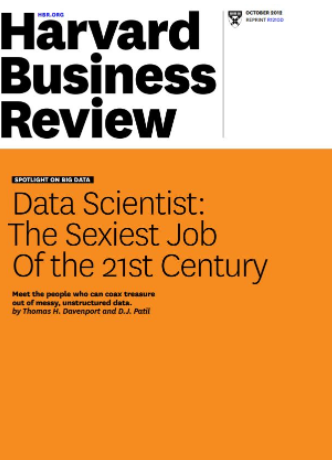 HBR.ORG
Harvard
Business
Review
OCTOBER 2012
REPRINT
SPOTLIGHT ON BIG DATA
Data Scientist:
The Sexiest Job
Of the 21st Century
Meet the people who can coax treasure
out of messy, unstructured data.
by Thomas H. Davenport and D.J. Patil